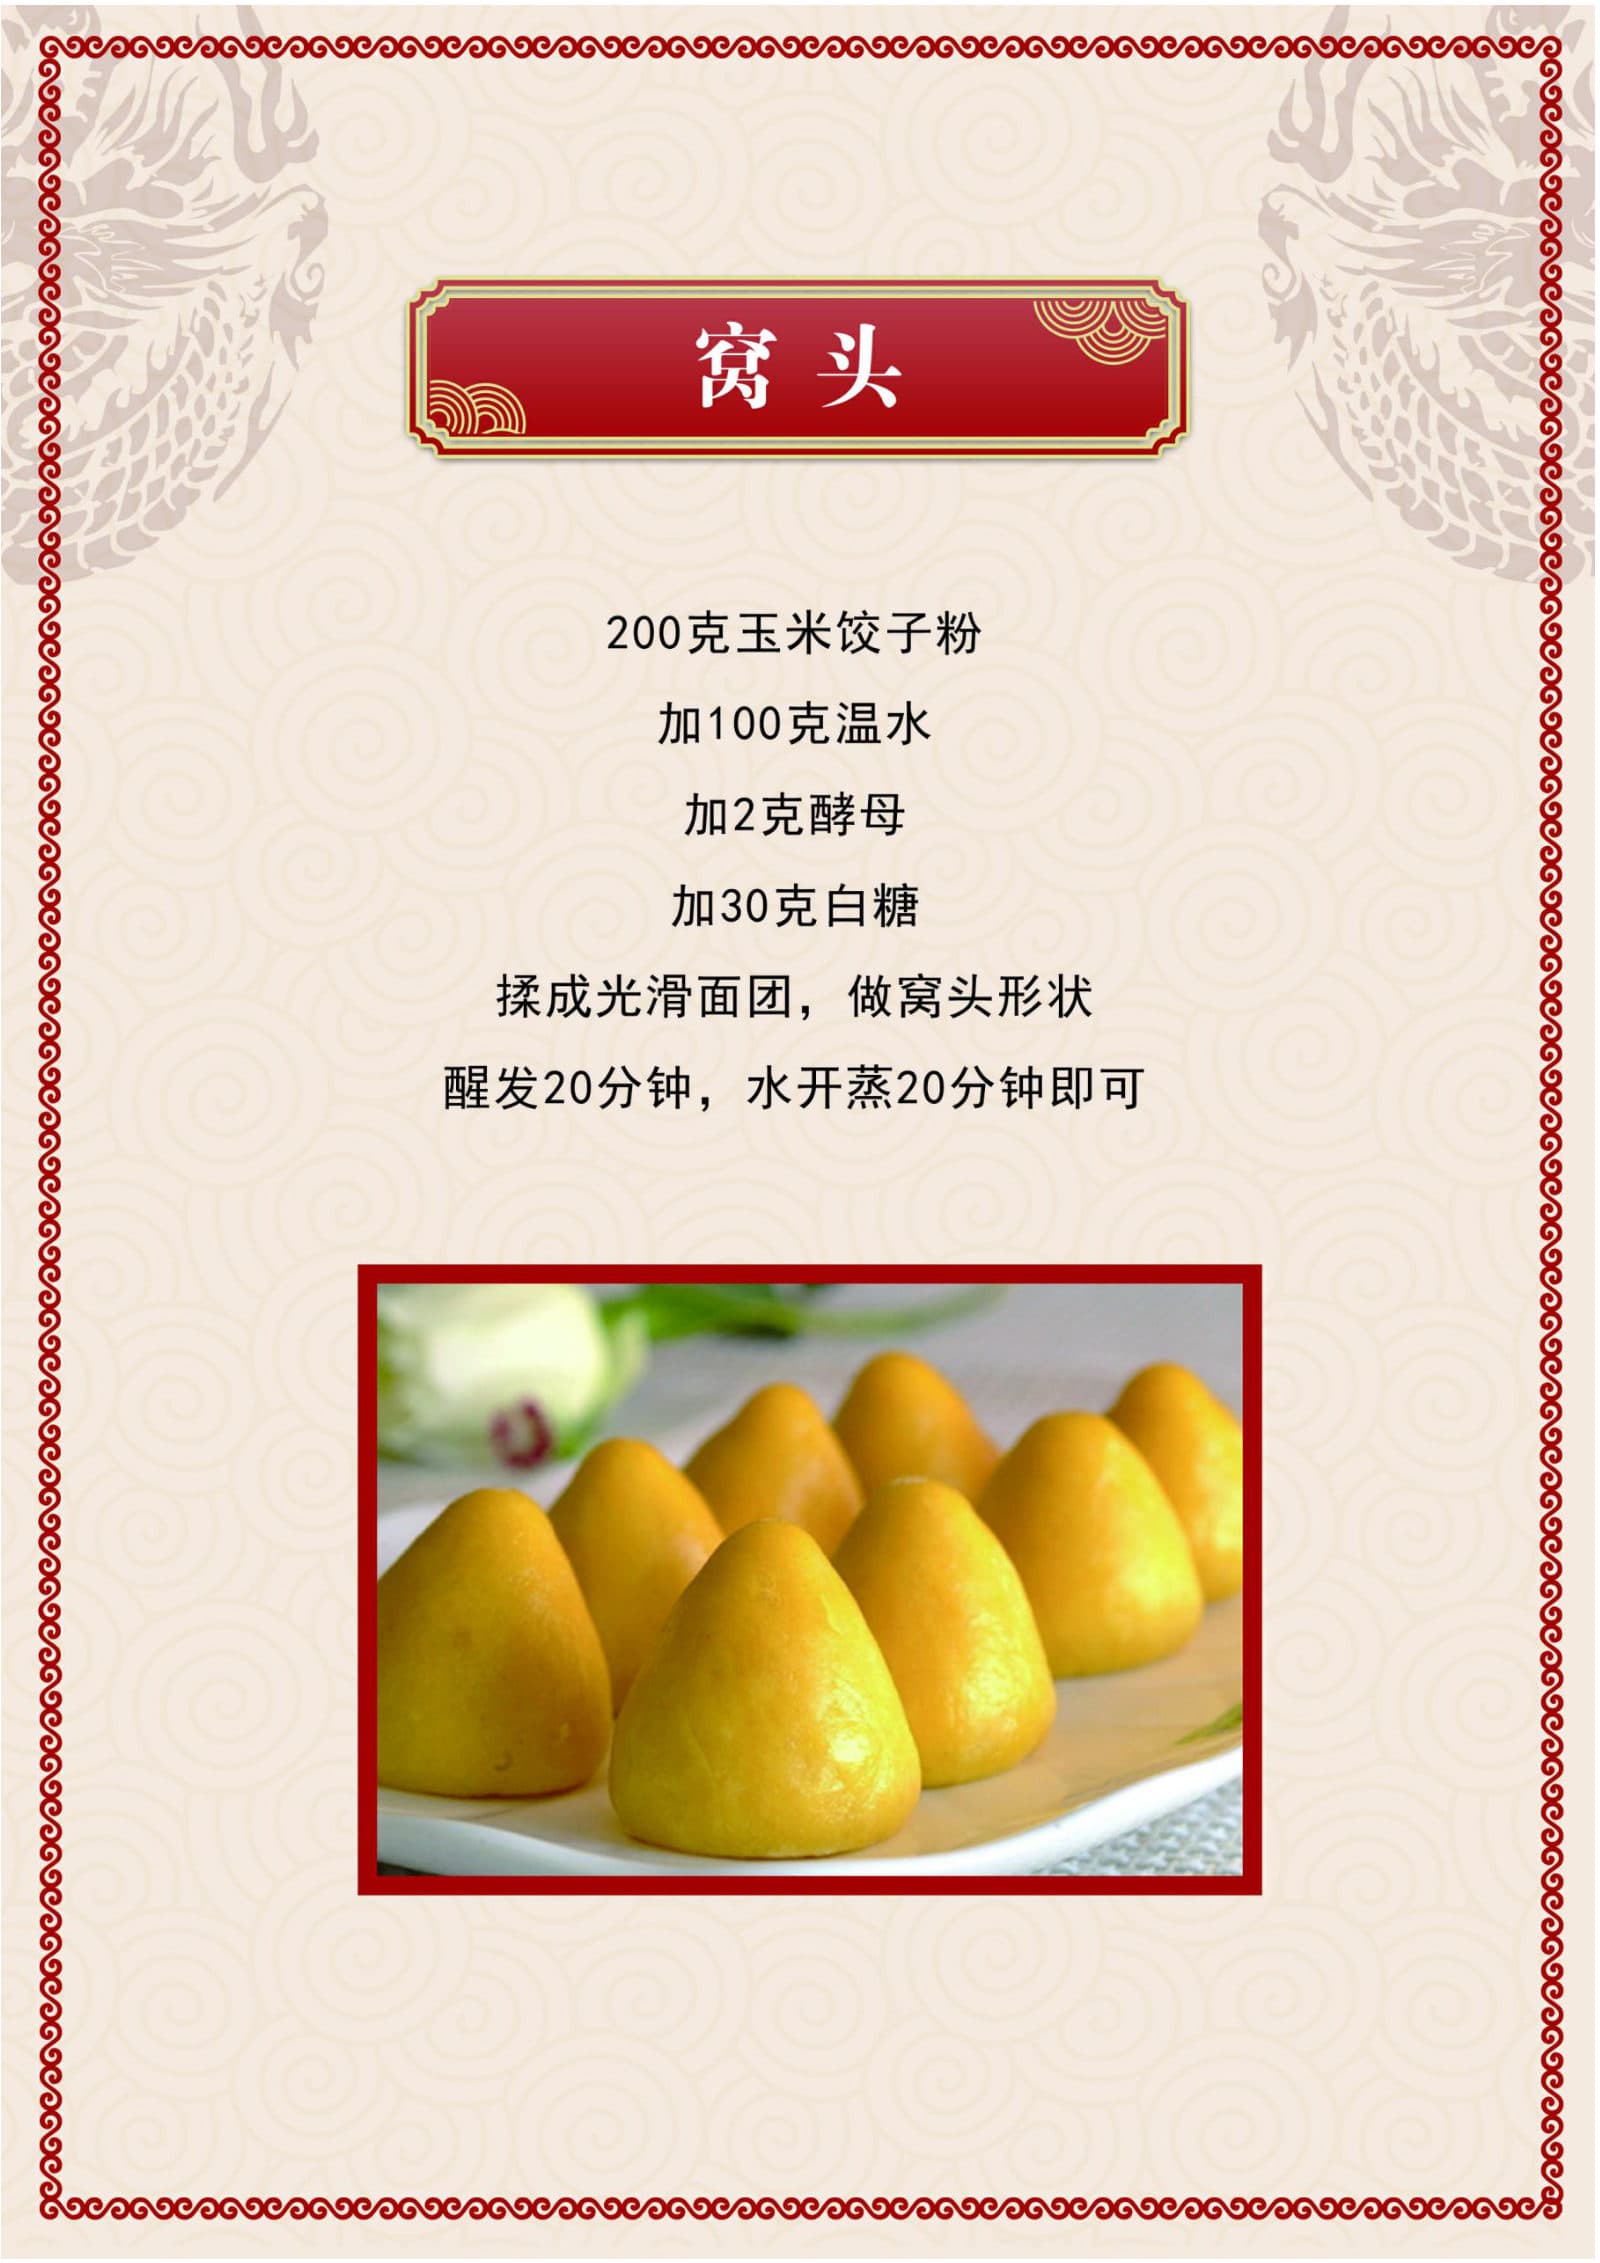 窝头
200克玉米饺子粉
加100克温水
加2克酵母
加30克白糖
揉成光滑面团，做窝头形状
醒发20分钟，水开蒸20分钟即可